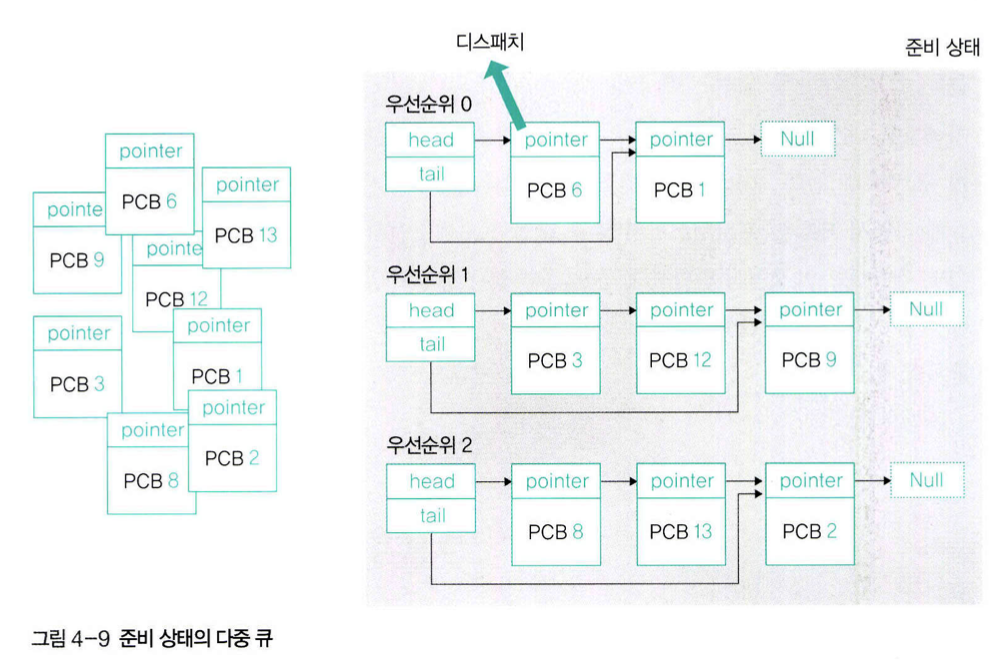 디스패치
준비 상태
pointer
PCB 6
pointer
PCB 13
pointe
PCB 9
pointe
PCB 12
pointer
PCB 3
pointer
PCB 1
pointer
PCB 2
pointer
PCB 8
우선순위 0
head
tail
pointer
PCB 6
pointer
PCB 1
Null
우선순위 1
head
tail
pointer
PCB 3
pointer
PCB 12
pointer
PCB 9
Null
우선순위 2
head
tail
pointer
PCB 8
pointer
PCB 13
pointer
PCB 2
Null
그림 4-9 준비 상태의 다중 큐